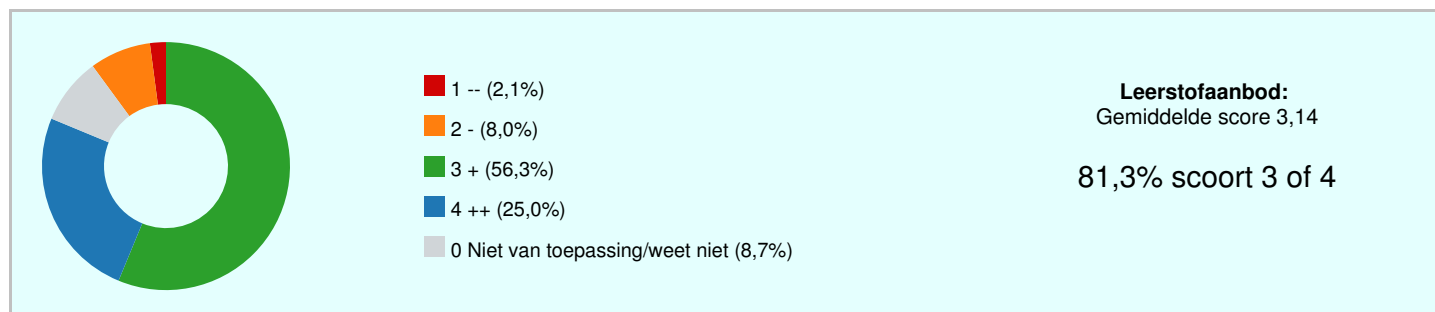 1 -- (2,1%)
2 - (8,0%)
3 + (56,3%)
4 ++ (25,0%)
0 Niet van toepassing/weet niet (8,7%)
Leerstofaanbod:
Gemiddelde score 3,14
81,3% scoort 3 of 4